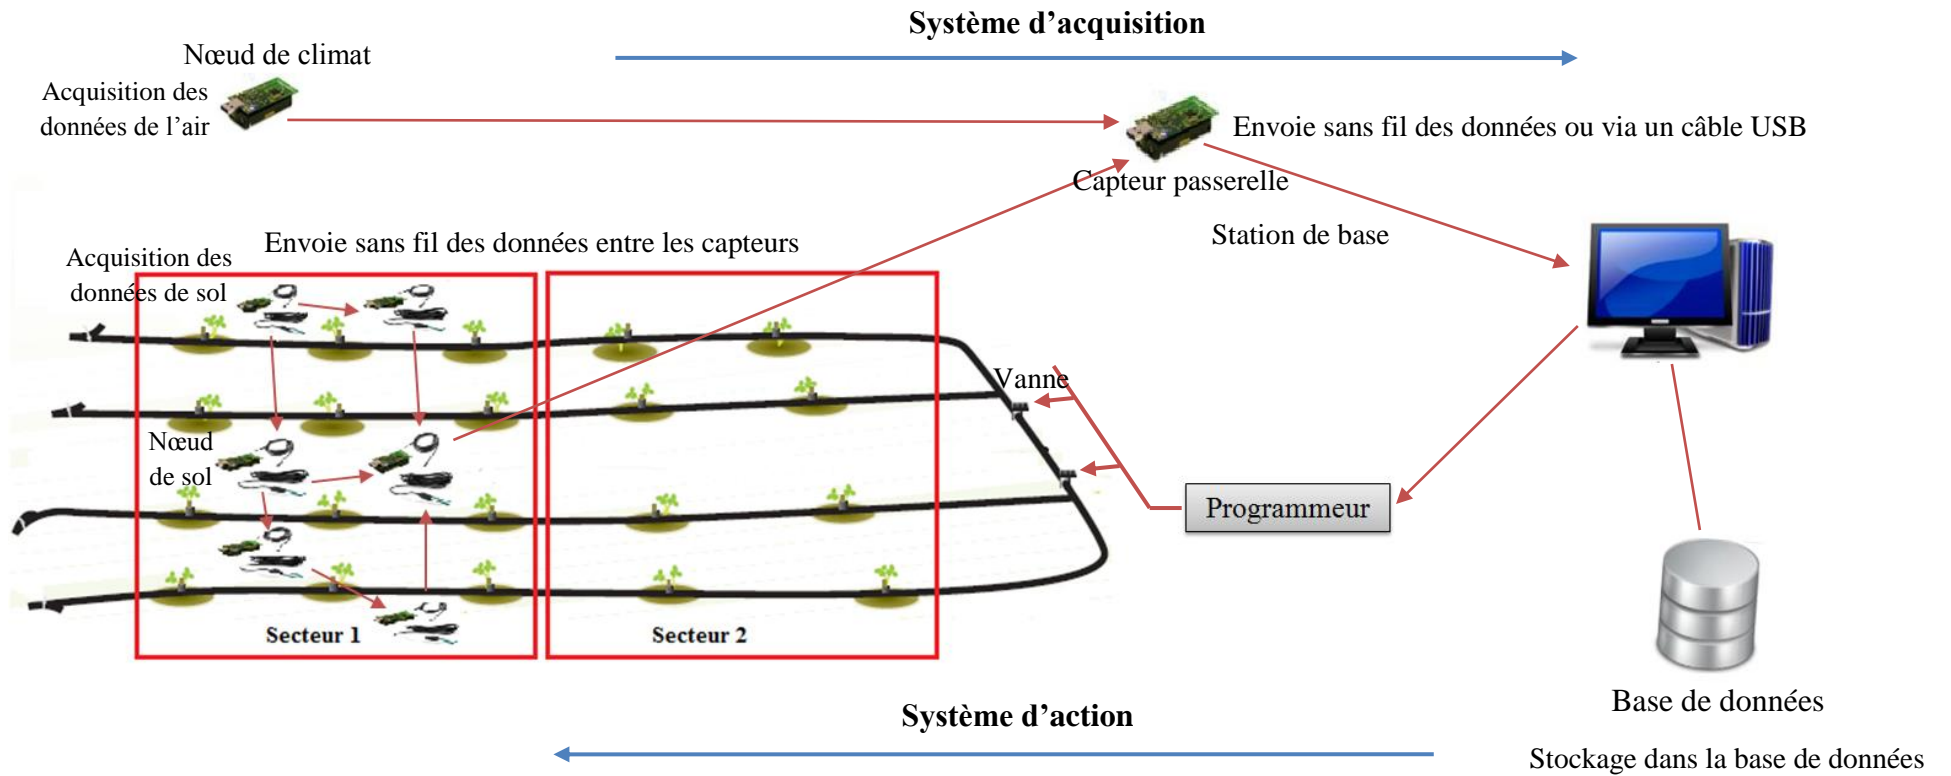 Système d’acquisition
Nœud de climat
Acquisition des
données de l’air
Envoie sans fil des données ou via un câble USB
Capteur passerelle
Station de base
Envoie sans fil des données entre les capteurs
Acquisition des
données de sol
Vanne
Nœud
de sol
Programmeur
Secteur 1
Secteur 2
Base de données
Système d’action
Stockage dans la base de données